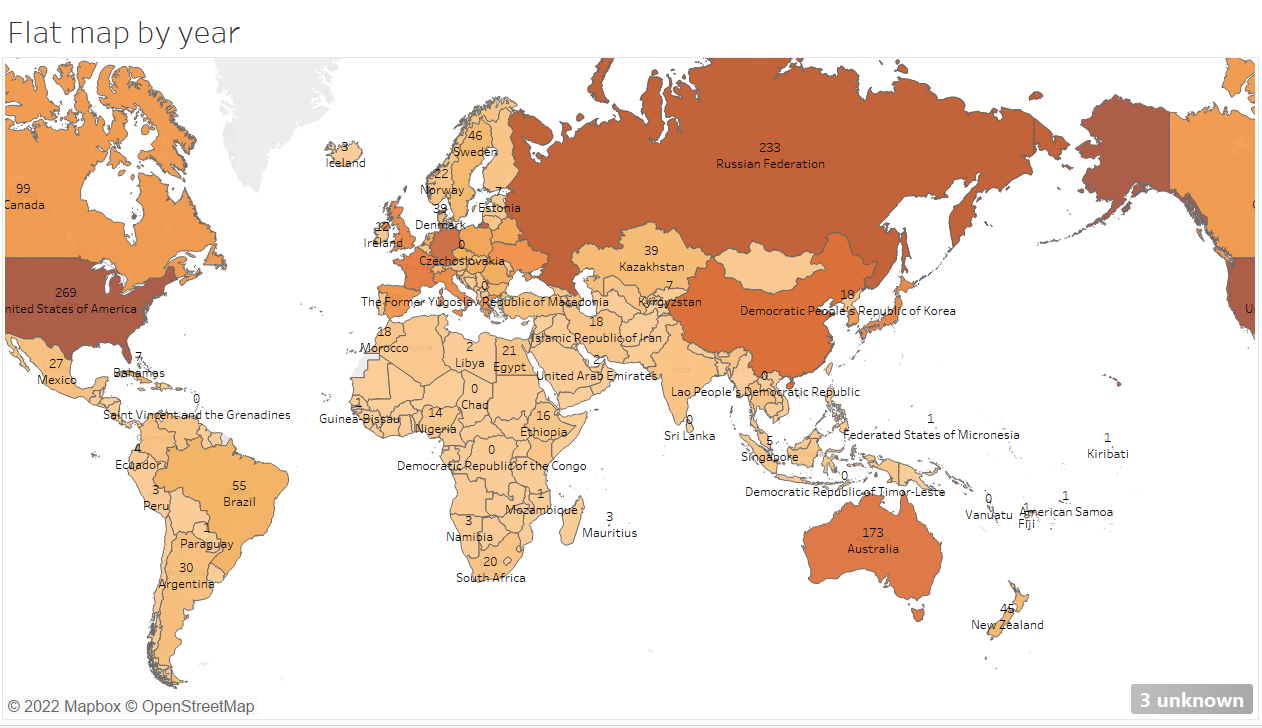 Flat map by year
3
Iceland
46
Sweden
22
Norway
7
Estonia
39
Denmark
12
Ireland
0
Czechoslovakia
233
Russian Federation
99
Canada
269
nited States of America
U
39
Kazakhstan
0
The Former Yugoslav Republic of Macedonia
7
Kyrgyzstan
18
Democratic People's Republic of Korea
18
Morocco
2
Libya
21
Egypt
18
Islamic Republic of Iran
2
United Arab Emirates
27
Mexico
7
Bahamas
0
Saint Vincent and the Grenadines
0
Chad
0
Lao People's Democratic Republic
1
Guinea-Bissau
14
Nigeria
16
Ethiopia
0
Sri Lanka
1
Federated States of Micronesia
1
Kiribati
4
Ecuador
0
Democratic Republic of the Congo
5
Singapore
0
Democratic Republic of Timor-Leste
3
Peru
55
Brazil
1
Mozambique
3
Mauritius
0
Vanuatu
1
Fiji
1
American Samoa
1
Paraguay
3
Namibia
173
Australia
30
Argentina
20
South Africa
45
New Zealand
© 2022 Mapbox © OpenStreetMap
3 unknown